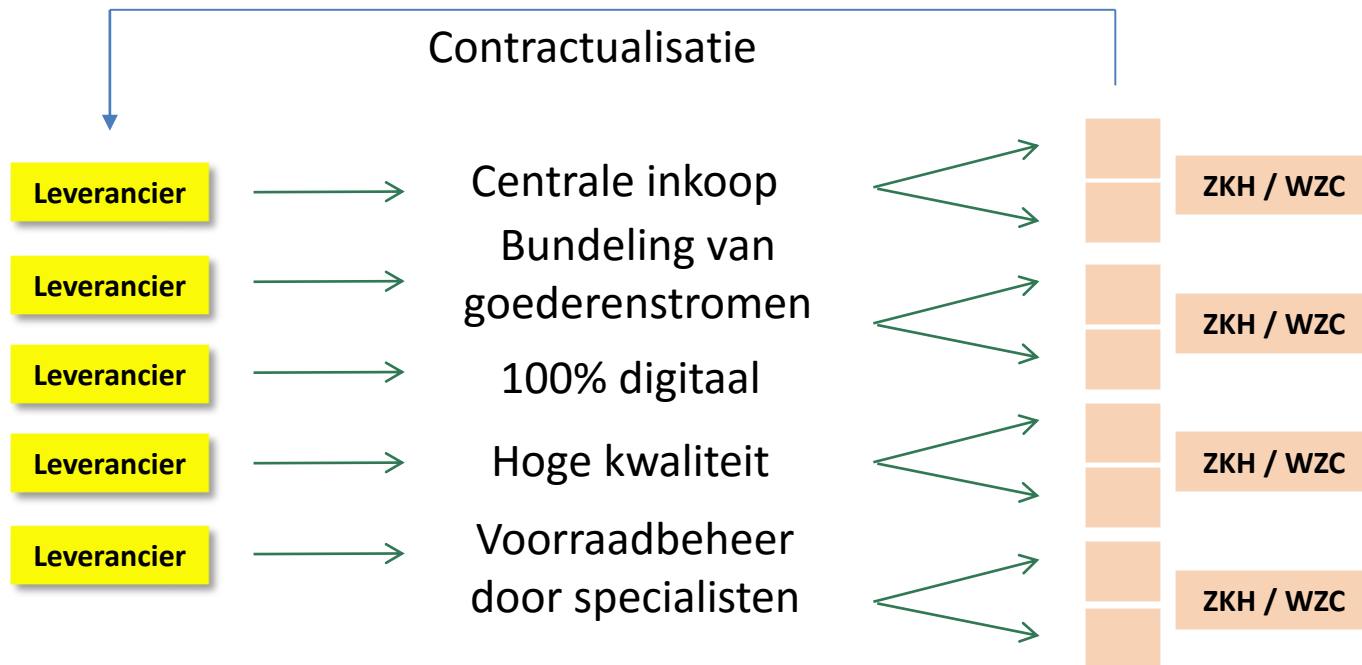 Contractualisatie
Leverancier
Leverancier
Leverancier
Leverancier
Leverancier
Centrale inkoop
Bundeling van
goederenstromen
100% digitaal
Hoge kwaliteit
Voorraadbeheer
door specialisten
ZKH / WZC
ZKH / WZC
ZKH / WZC
ZKH / WZC